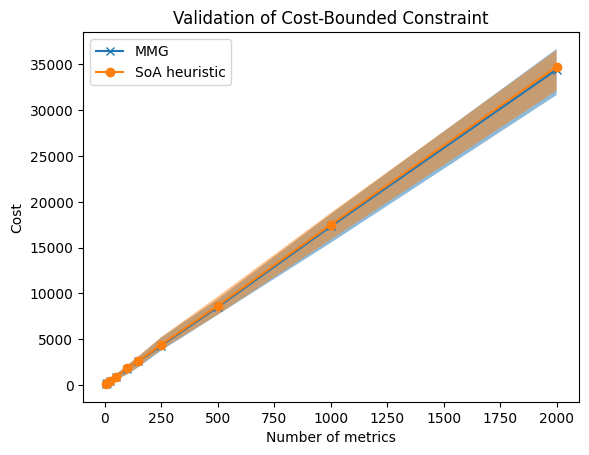 Validation of Cost-Bounded Constraint
MMG
SoA heuristic
Cost
35000
30000
25000
20000
15000
10000
5000
0
0 250 500 750 1000 1250 1500 1750 2000
Number of metrics